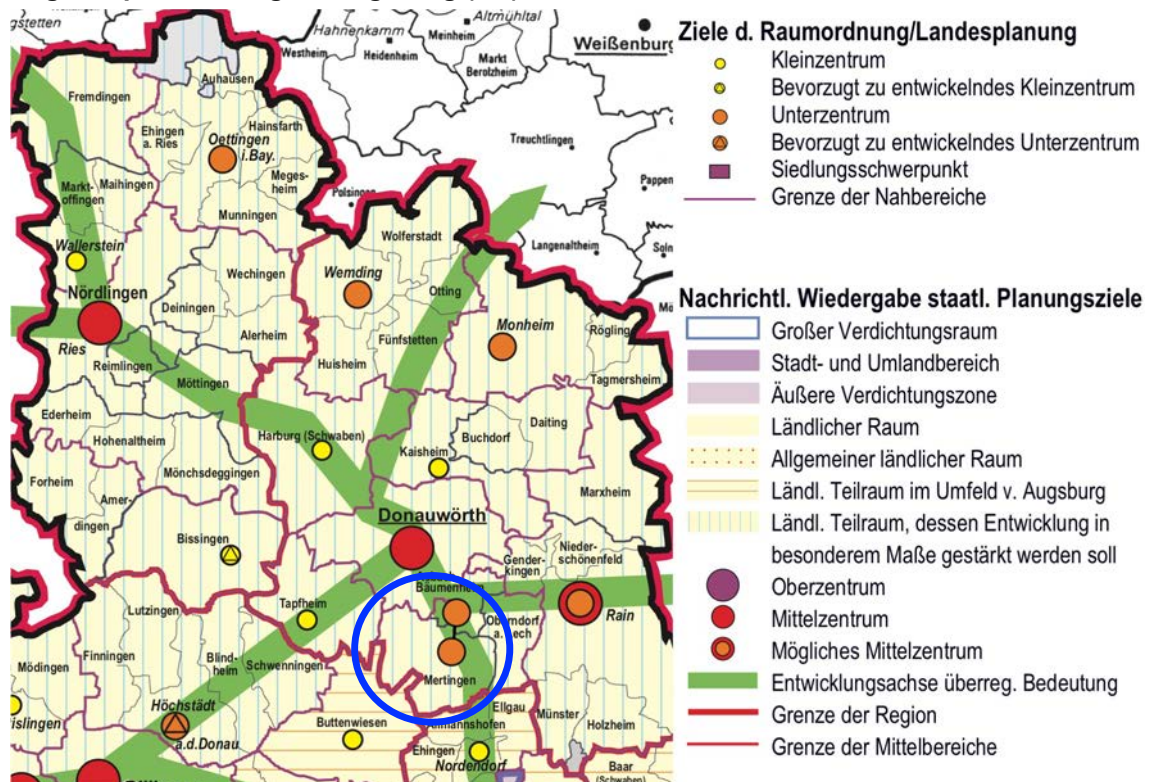 gstetten
Hahnenkamm
Altmühltal
Meinheim
Westheim
Heidenheim
Markt
Berolzheim
Weißenburg
Auhausen
Fremdingen
Ehingen
a. Ries
Hainsfarth
Oettingen
i.Bay.
Treuchtlingen
Markt-
offingen
Maihingen
Meges-
heim
Polsingen
Pappen
Munningen
Wolferstadt
Langenaltheim
Soln
Wallerstein
Wechingen
Wemding
Otting
Nördlingen
Deiningen
Monheim
Rögling
Ries
Alerheim
Fünfstetten
Reimlingen
Huisheim
Möttingen
Tagmersheim
Ederheim
Hohenaltheim
Harburg (Schwaben)
Buchdorf
Daiting
Kaisheim
Forheim
Mönchsdeggingen
Amer-
dingen
Marxheim
Donauwörth
Bissingen
Gender-
kingen
Nieder-
schönenfeld
Bäumenheim
Lutzingen
Tapfheim
Oberndorf
a. Lech
Rain
Mödingen
Finningen
Blind-
heim
Schwenningen
Mertingen
Höchstädt
a.d.Donau
Buttenwiesen
Ellgau
Allmannshofen
Münster
Holzheim
islingen
Ehingen
Nordendorf
Baar
(Schwaben)
Ziele d. Raumordnung/Landesplanung
Kleinzentrum
Bevorzugt zu entwickelndes Kleinzentrum
Unterzentrum
Bevorzugt zu entwickelndes Unterzentrum
Siedlungsschwerpunkt
Grenze der Nahbereiche
Nachrichtl. Wiedergabe staatl. Planungsziele
Großer Verdichtungsraum
Stadt- und Umlandbereich
Äußere Verdichtungszone
Ländlicher Raum
Allgemeiner ländlicher Raum
Ländl. Teilraum im Umfeld v. Augsburg
Ländl. Teilraum, dessen Entwicklung in
besonderem Maße gestärkt werden soll
Oberzentrum
Mittelzentrum
Mögliches Mittelzentrum
Entwicklungsachse überreg. Bedeutung
Grenze der Region
Grenze der Mittelbereiche